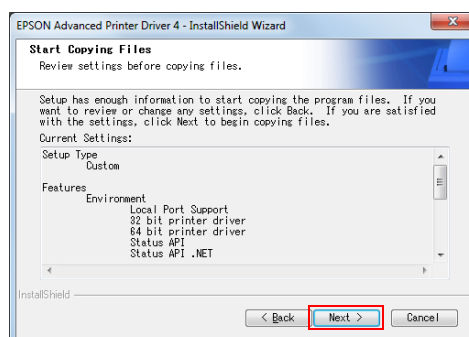 EPSON Advanced Printer Driver 4 - InstallShield Wizard
Start Copying Files
Review settings before copying files.
Setup has enough information to start copying the program files.  If you
want to review or change any settings, click Back.  If you are satisfied
with the settings, click Next to begin copying files.
Current Settings:
Setup Type
Custom
Features
Environment
Local Port Support
32 bit printer driver
64 bit printer driver
Status API
Status API .NET
InstallShield
< Back
Next >
Cancel